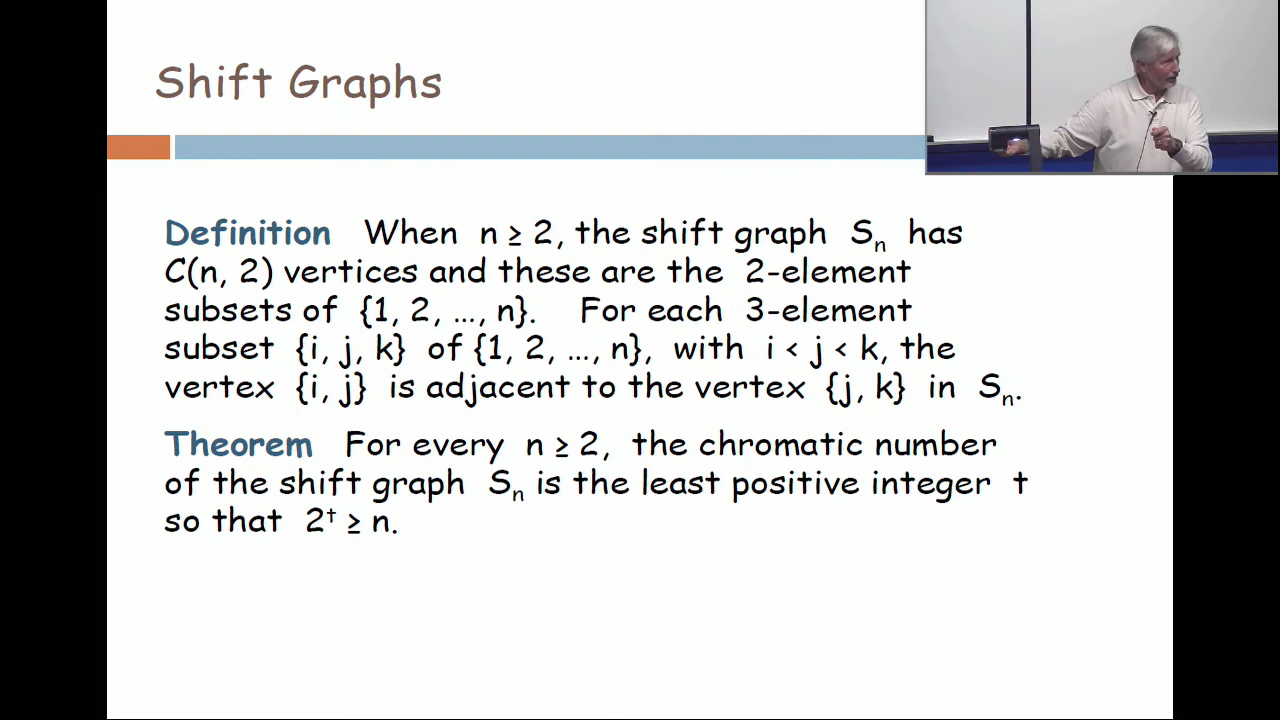 Shift Graphs
Definition When n ≥ 2, the shift graph Sₙ has
C(n, 2) vertices and these are the 2-element
subsets of {1, 2, …, n}. For each 3-element
subset {i, j, k} of {1, 2, …, n}, with i < j < k, the
vertex {i, j} is adjacent to the vertex {j, k} in Sₙ.
Theorem For every n ≥ 2, the chromatic number
of the shift graph Sₙ is the least positive integer t
so that 2ᵗ ≥ n.